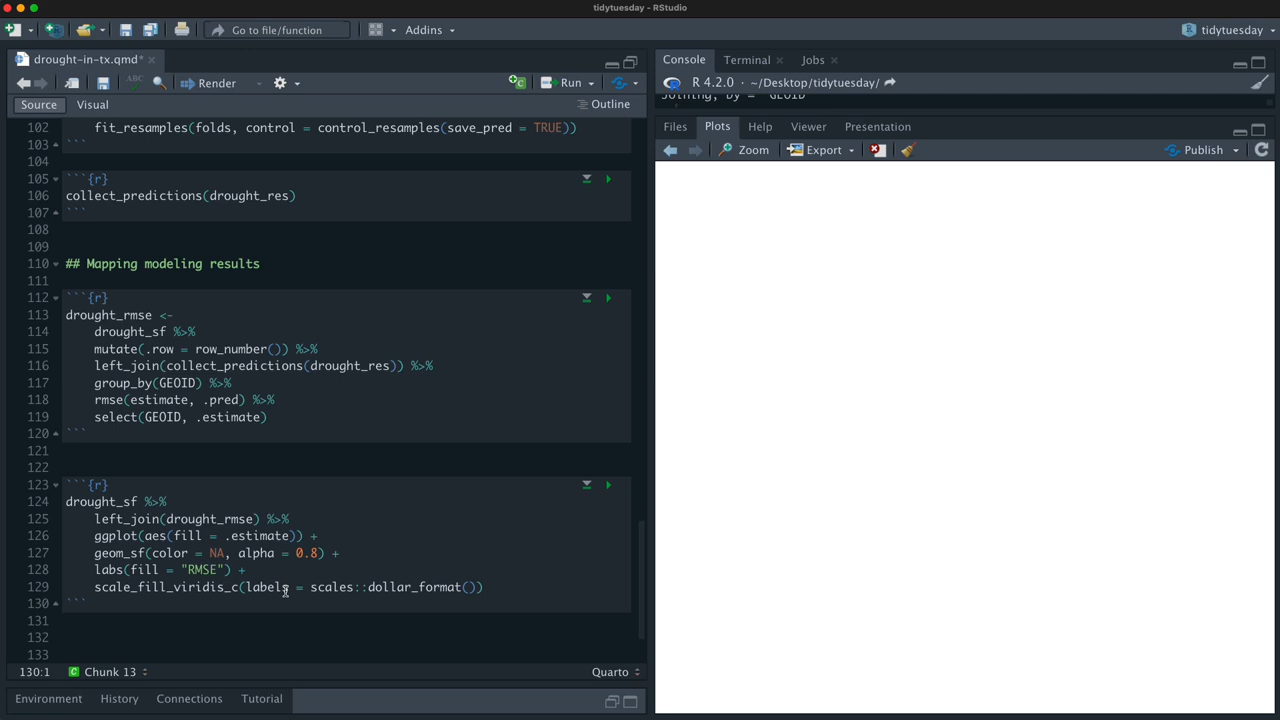 tidytuesday - RStudio
Go to file/function
Addins
tidytuesday
drought-in-tx.qmd*
Render
Run
Source
Visual
Outline
102 fit_resamples(folds, control = control_resamples(save_pred = TRUE))
103 ```
104
105 ```{r}
106 collect_predictions(drought_res)
107 ```
108
109
110 ## Mapping modeling results
111
112 ```{r}
113 drought_rmse <-
114 drought_sf %>%
115 mutate(.row = row_number()) %>%
116 left_join(collect_predictions(drought_res)) %>%
117 group_by(GEOID) %>%
118 rmse(estimate, .pred) %>%
119 select(GEOID, .estimate)
120 ```
121
122
123 ```{r}
124 drought_sf %>%
125 left_join(drought_rmse) %>%
126 ggplot(aes(fill = .estimate)) +
127 geom_sf(color = NA, alpha = 0.8) +
128 labs(fill = "RMSE") +
129 scale_fill_viridis_c(labels = scales::dollar_format())
130 ```
131
132
133
130:1 Chunk 13 Quarto
Environment History Connections Tutorial
Console Terminal Jobs
R 4.2.0 · ~/Desktop/tidytuesday/
Joining, by = "GEOID"
Files Plots Help Viewer Presentation
Zoom Export Publish